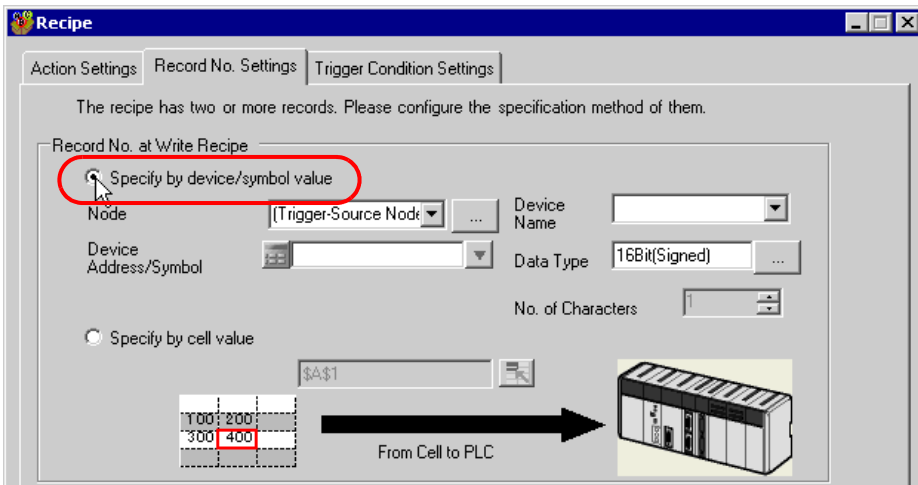 Recipe
Action Settings
Record No. Settings
Trigger Condition Settings
The recipe has two or more records. Please configure the specification method of them.
Record No. at Write Recipe
Specify by device/symbol value
Node
(Trigger-Source Node
...
Device
Name
Device
Address/Symbol
Data Type
16Bit(Signed)
...
No. of Characters
1
Specify by cell value
$A$1
100 200
300 400
From Cell to PLC